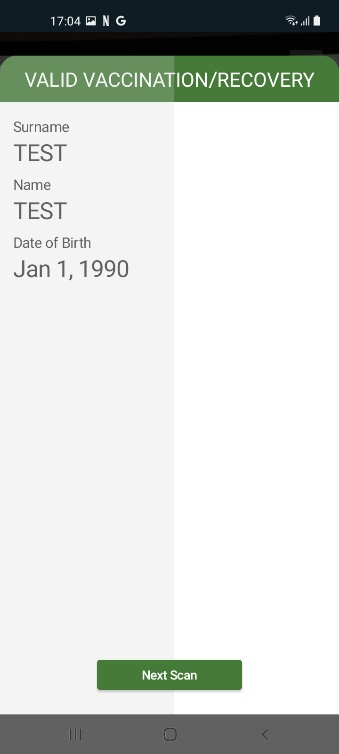 17:04 N G
VALID VACCINATION/RECOVERY
Surname
TEST
Name
TEST
Date of Birth
Jan 1, 1990
Next Scan